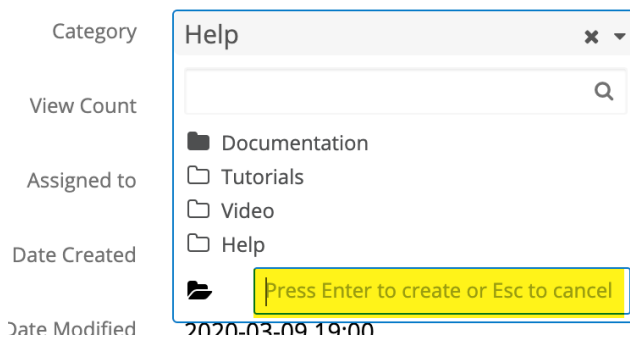 Category Help
View Count
Documentation
Assigned to Tutorials
Video
Date Created Help
Press Enter to create or Esc to cancel
Date Modified 2020-03-09 19:00